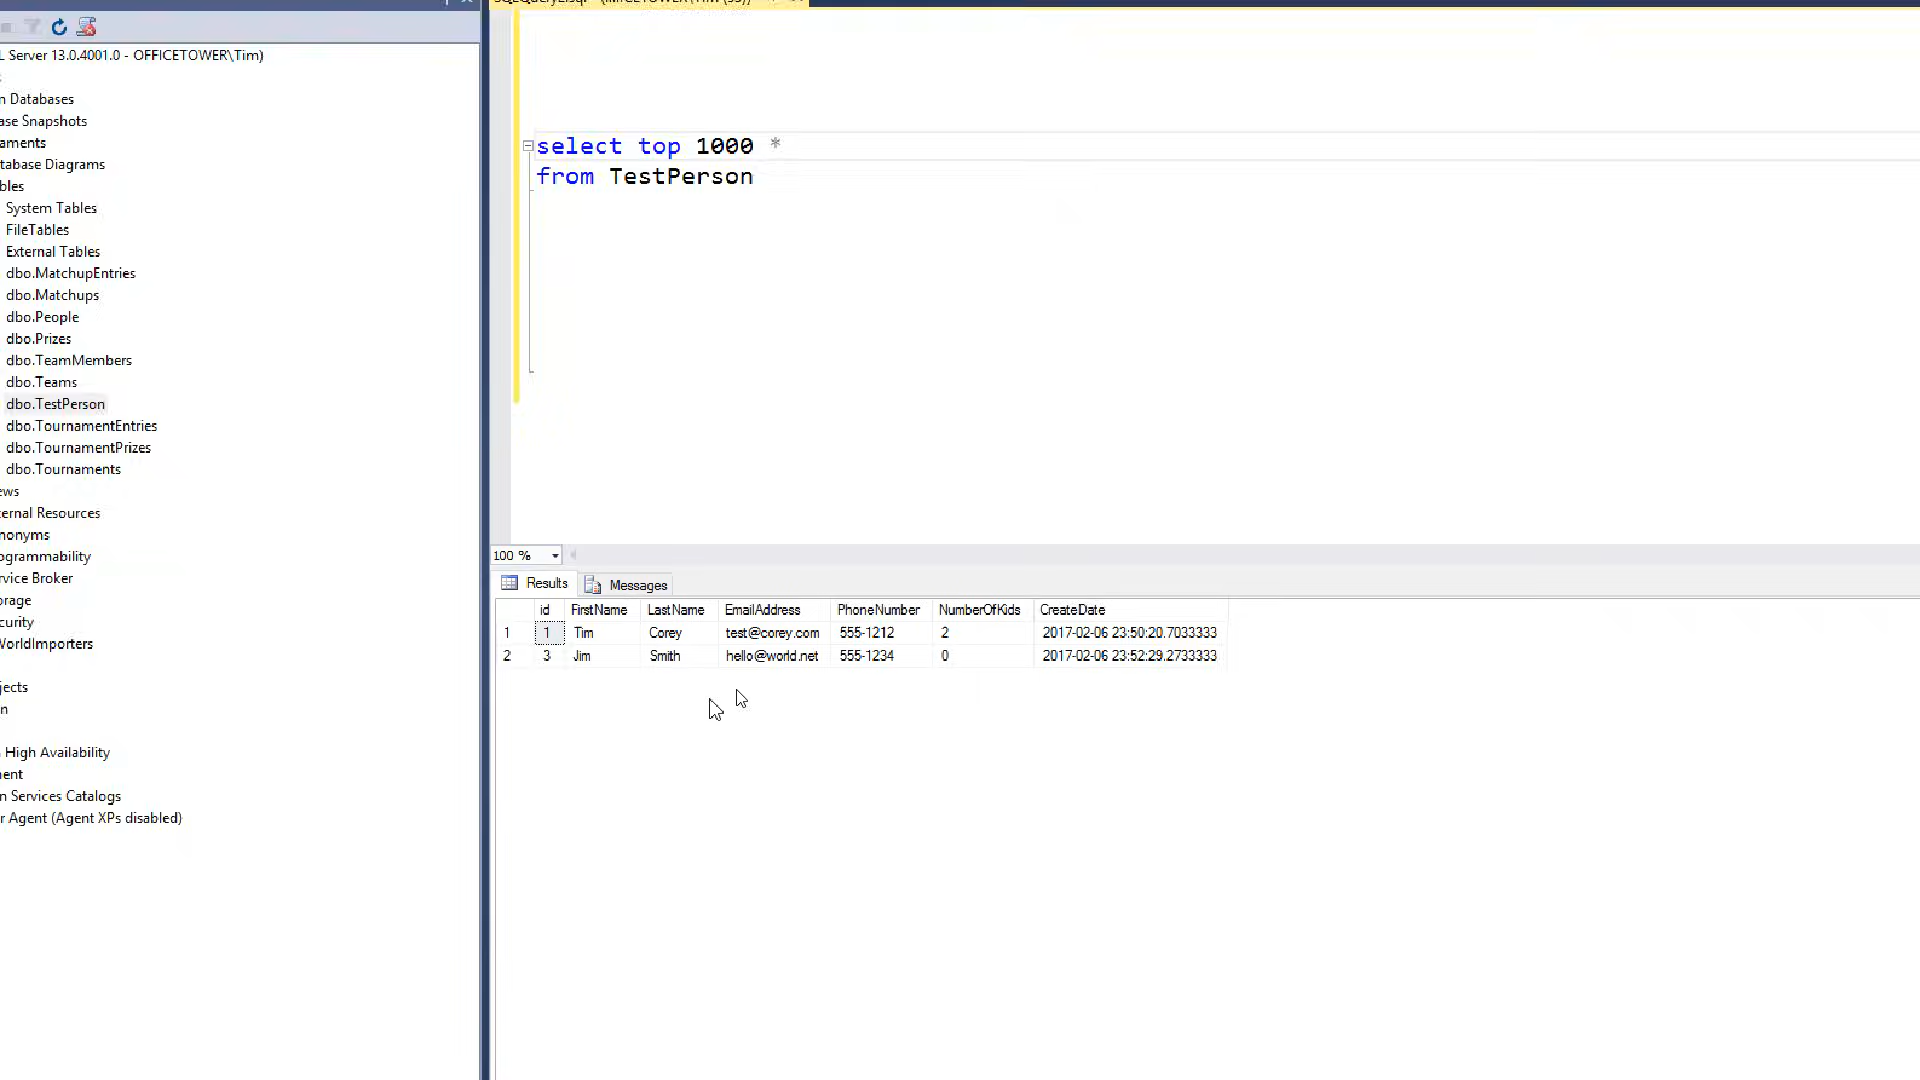 L Server 13.0.4001.0 - OFFICETOWER\Tim)
s
n Databases
ase Snapshots
aments
tabase Diagrams
bles
System Tables
FileTables
External Tables
dbo.MatchupEntries
dbo.Matchups
dbo.People
dbo.Prizes
dbo.TeamMembers
dbo.Teams
dbo.TestPerson
dbo.TournamentEntries
dbo.TournamentPrizes
dbo.Tournaments
ews
ternal Resources
nonyms
ogrammability
rvice Broker
orage
curity
WorldImporters
jects
n
High Availability
ment
n Services Catalogs
r Agent (Agent XPs disabled)
select top 1000 *
from TestPerson
100 %
Results Messages
id FirstName LastName EmailAddress PhoneNumber NumberOfKids CreateDate
1 1 Tim Corey test@corey.com 555-1212 2 2017-02-06 23:50:20.7033333
2 3 Jim Smith hello@world.net 555-1234 0 2017-02-06 23:52:29.2733333